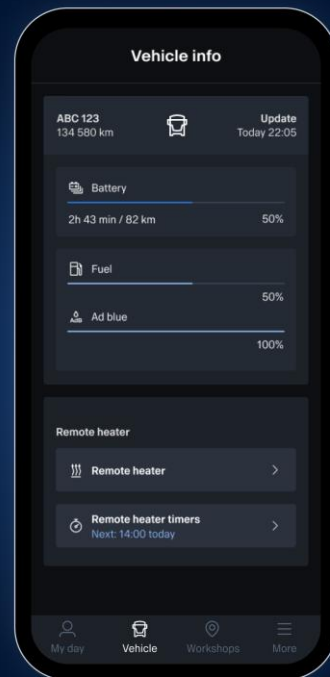 Vehicle info
ABC 123
134 580 km
Update
Today 22:05
Battery
2h 43 min / 82 km
50%
Fuel
50%
Ad blue
100%
Remote heater
Remote heater
Remote heater timers
Next: 14:00 today
My day
Vehicle
Workshops
More